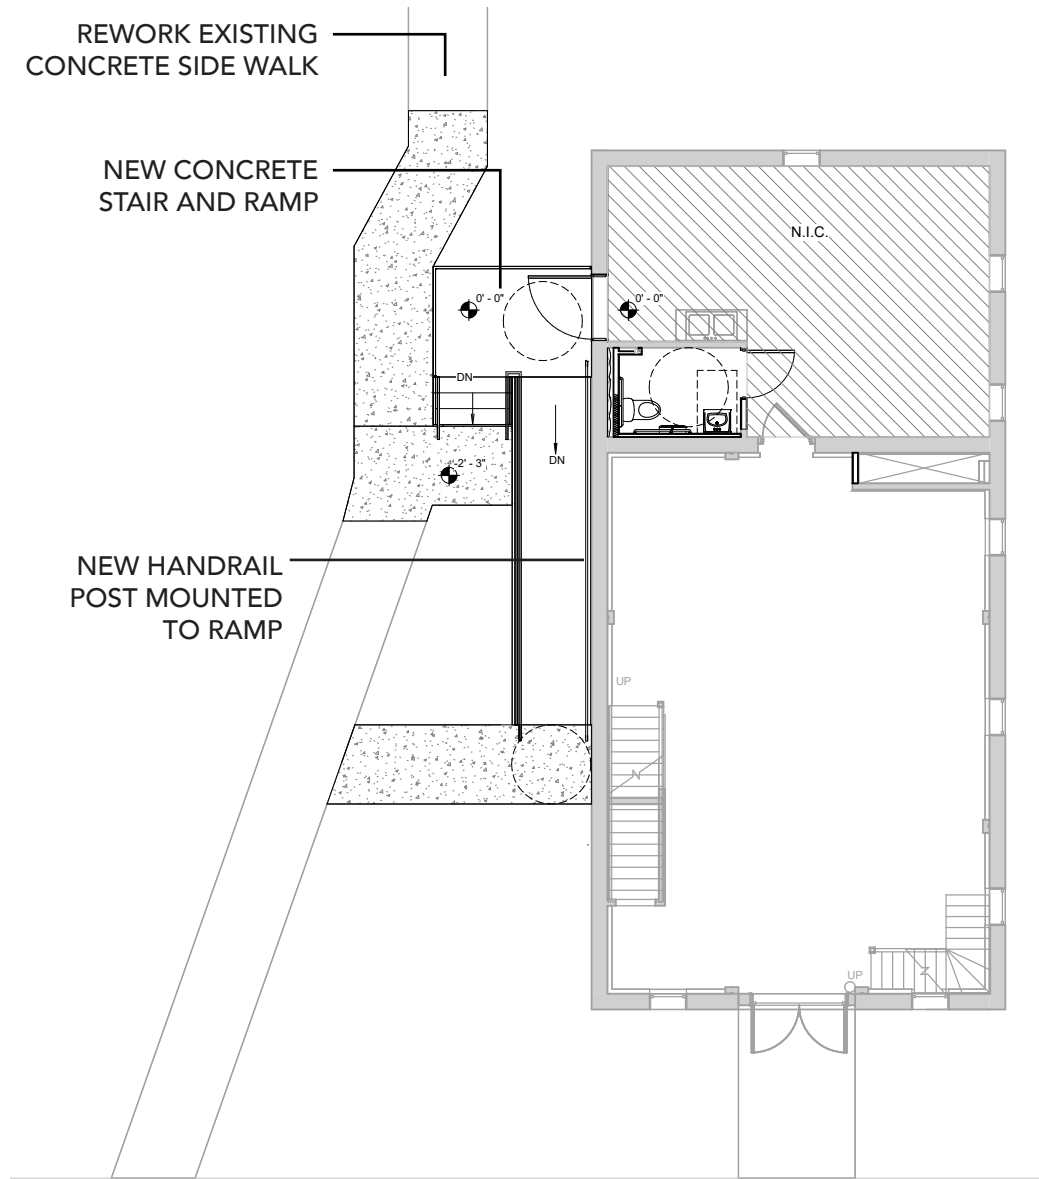 REWORK EXISTING
CONCRETE SIDE WALK
NEW CONCRETE
STAIR AND RAMP
N.I.C.
0' - 0"
0' - 0"
DN
DN
-2' - 3"
NEW HANDRAIL
POST MOUNTED
TO RAMP
UP
UP